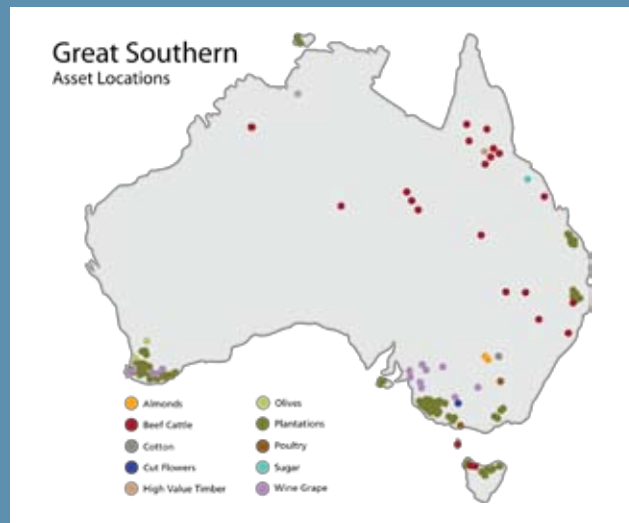 Great Southern
Asset Locations
Almonds
Beef Cattle
Cotton
Cut Flowers
High Value Timber
Olives
Plantations
Poultry
Sugar
Wine Grape